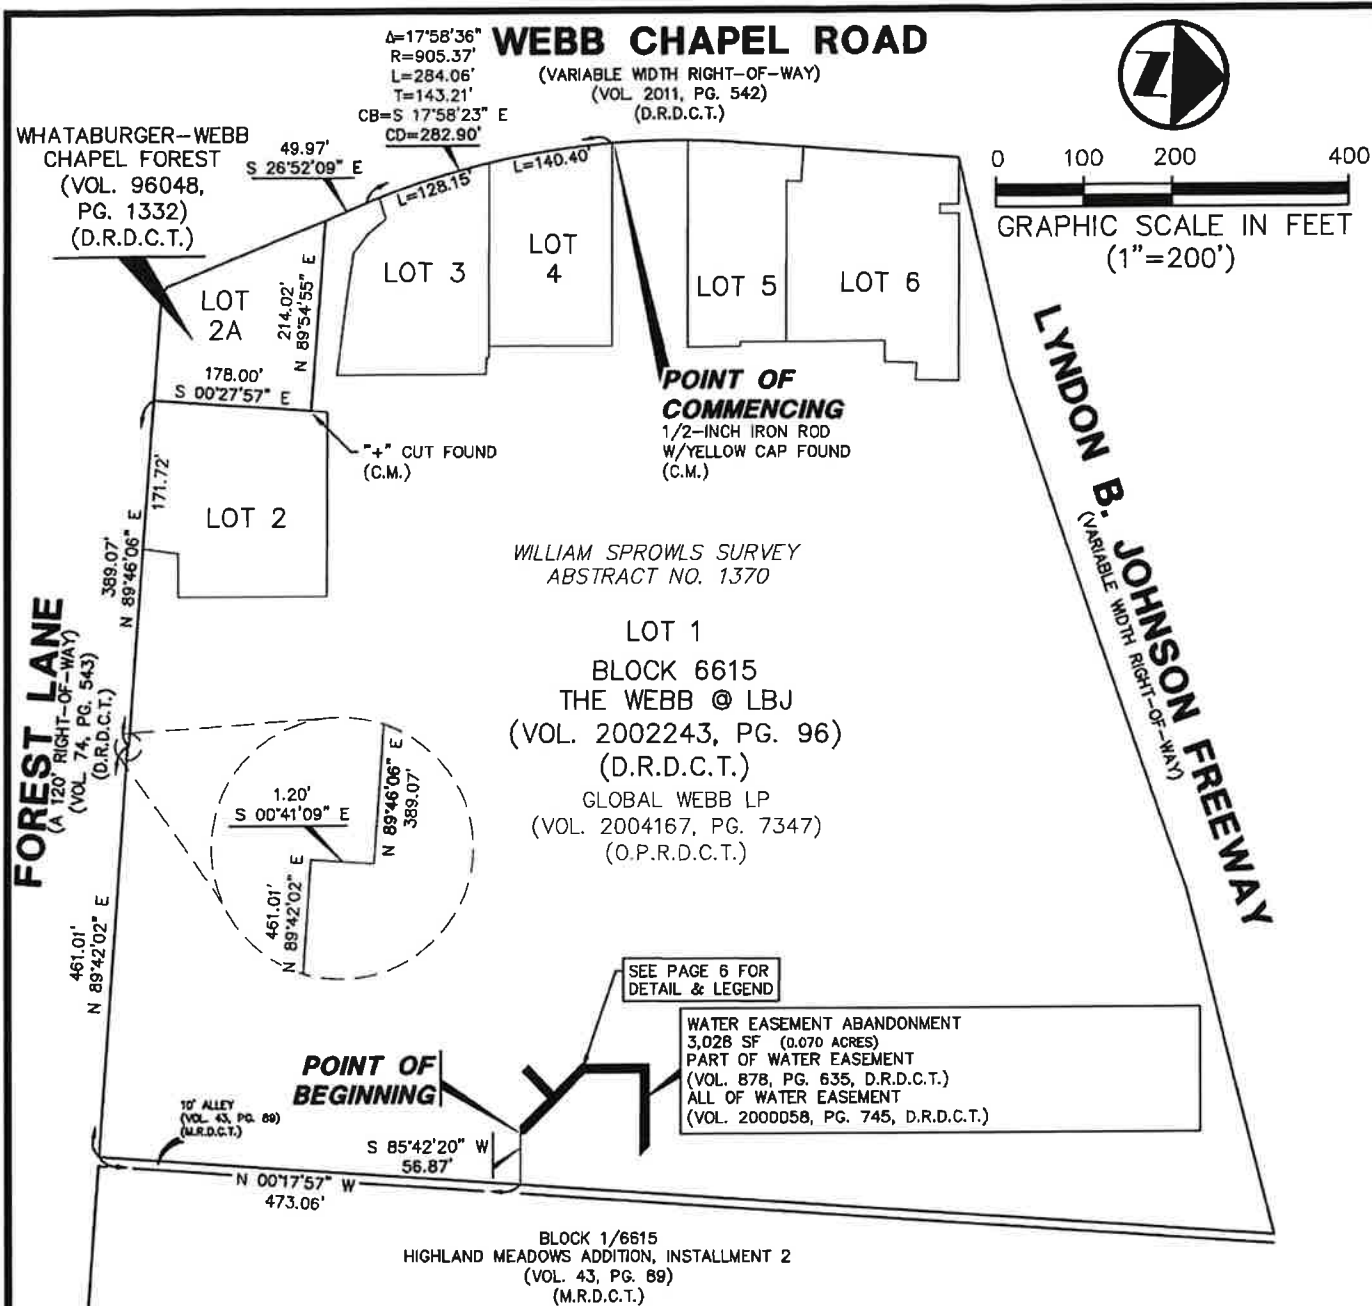 WEBB CHAPEL ROAD
(VARIABLE WIDTH RIGHT-OF-WAY)
(VOL. 2011, PG. 542)
(D.R.D.C.T.)
Δ=17°58'36"
R=905.37'
L=284.06'
T=143.21'
CB=S 17°58'23" E
CD=282.90'
Z
0 100 200 400
GRAPHIC SCALE IN FEET
(1"=200')
WHATABURGER-WEBB
CHAPEL FOREST
(VOL. 96048,
PG. 1332)
(D.R.D.C.T.)
49.97'
S 26°52'09" E
L=128.15'
L=140.40'
LOT
2A
214.02'
N 89°54'55" E
LOT 3
LOT
4
LOT 5
LOT 6
178.00'
S 00°27'57" E
POINT OF
COMMENCING
1/2-INCH IRON ROD
W/YELLOW CAP FOUND
(C.M.)
"+" CUT FOUND
(C.M.)
171.72'
LOT 2
389.07'
N 89°46'06" E
LYNDON B. JOHNSON FREEWAY
(VARIABLE WIDTH RIGHT-OF-WAY)
WILLIAM SPROWLS SURVEY
ABSTRACT NO. 1370
LOT 1
BLOCK 6615
THE WEBB @ LBJ
(VOL. 2002243, PG. 96)
(D.R.D.C.T.)
GLOBAL WEBB LP
(VOL. 2004167, PG. 7347)
(O.P.R.D.C.T.)
FOREST LANE
(A 120' RIGHT-OF-WAY)
(VOL. 74, PG. 543)
(D.R.D.C.T.)
1.20'
S 00°41'09" E
N 89°46'06" E
389.07'
461.01'
N 89°42'02" E
461.01'
N 89°42'02" E
SEE PAGE 6 FOR
DETAIL & LEGEND
WATER EASEMENT ABANDONMENT
3,028 SF (0.070 ACRES)
PART OF WATER EASEMENT
(VOL. 878, PG. 635, D.R.D.C.T.)
ALL OF WATER EASEMENT
(VOL. 2000058, PG. 745, D.R.D.C.T.)
POINT OF
BEGINNING
10' ALLEY
(VOL. 43, PG. 89)
(M.R.D.C.T.)
S 85°42'20" W
56.87'
N 00°17'57" W
473.06'
BLOCK 1/6615
HIGHLAND MEADOWS ADDITION, INSTALLMENT 2
(VOL. 43, PG. 89)
(M.R.D.C.T.)